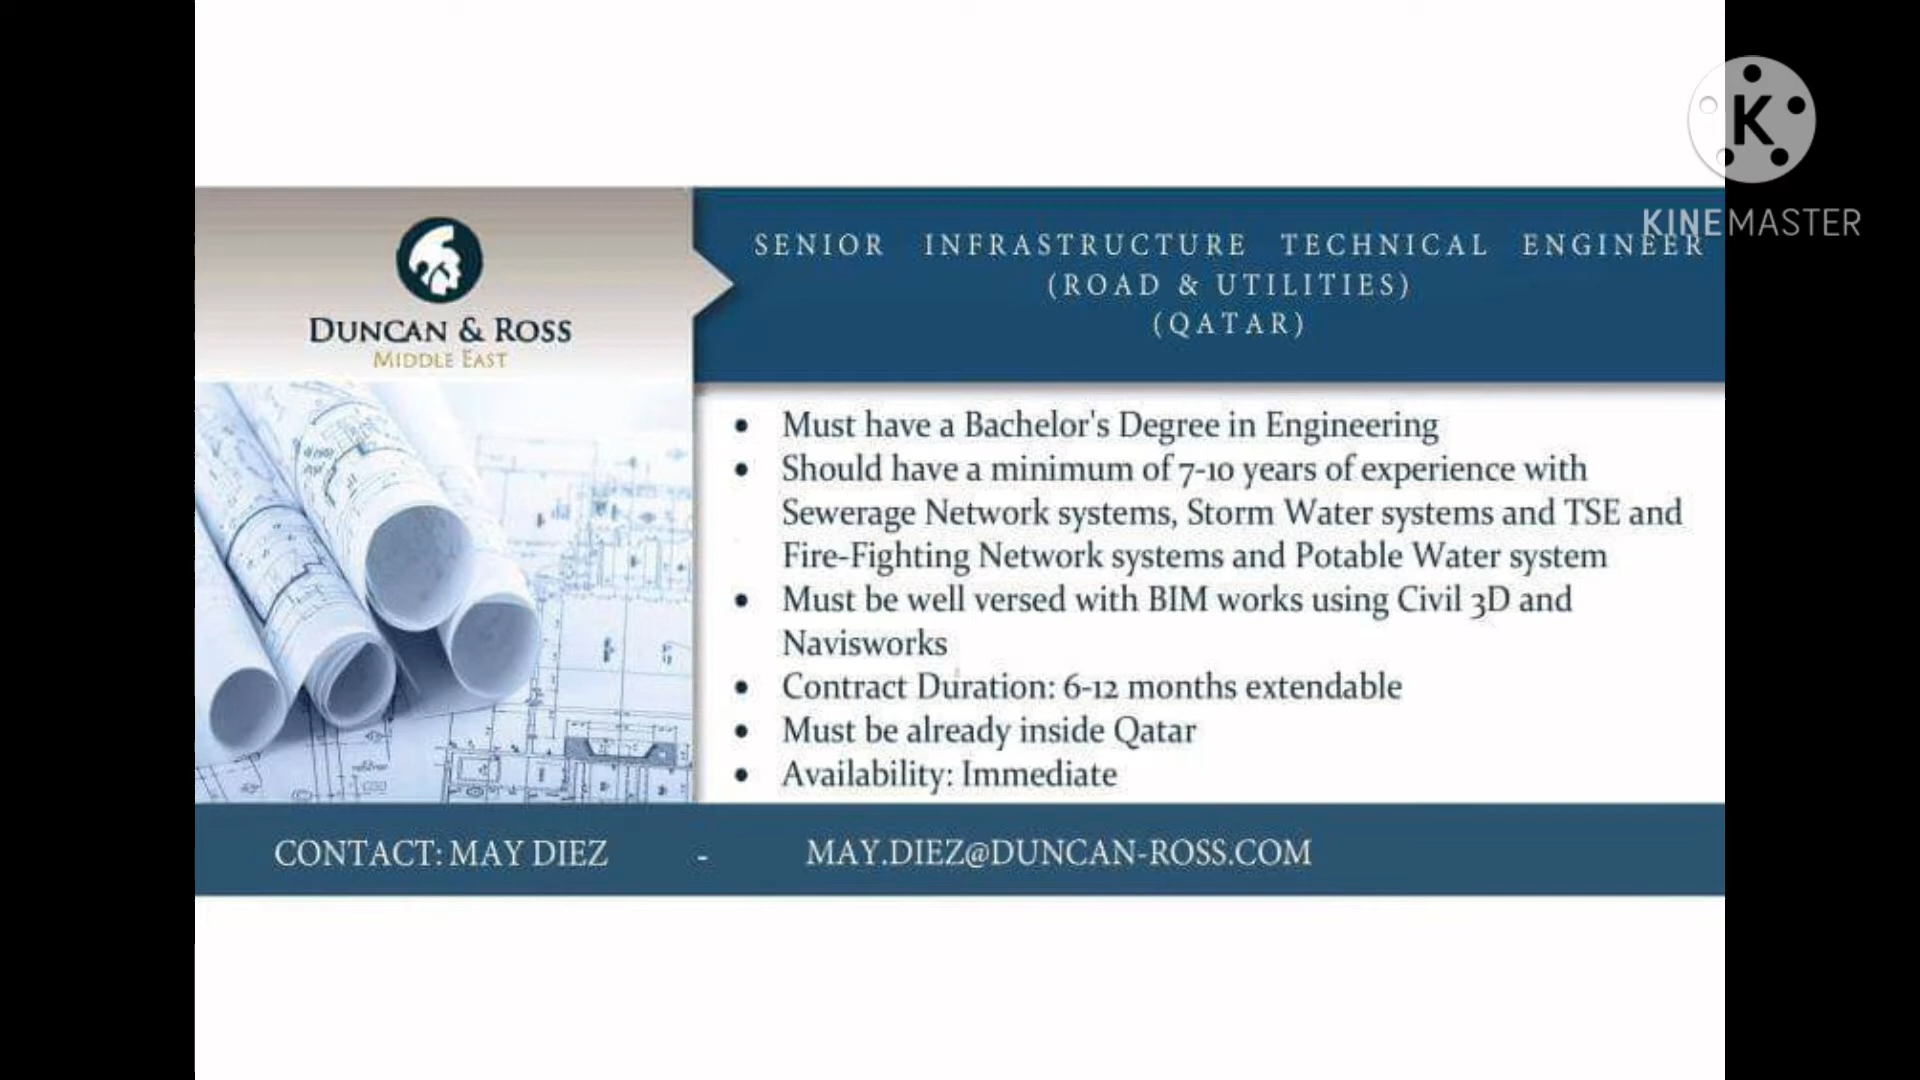 KINEMASTER
DUNCAN & ROSS
MIDDLE EAST
SENIOR INFRASTRUCTURE TECHNICAL ENGINEER
(ROAD & UTILITIES)
(QATAR)
• Must have a Bachelor's Degree in Engineering
• Should have a minimum of 7-10 years of experience with
Sewerage Network systems, Storm Water systems and TSE and
Fire-Fighting Network systems and Potable Water system
• Must be well versed with BIM works using Civil 3D and
Navisworks
• Contract Duration: 6-12 months extendable
• Must be already inside Qatar
• Availability: Immediate
CONTACT: MAY DIEZ - MAY.DIEZ@DUNCAN-ROSS.COM